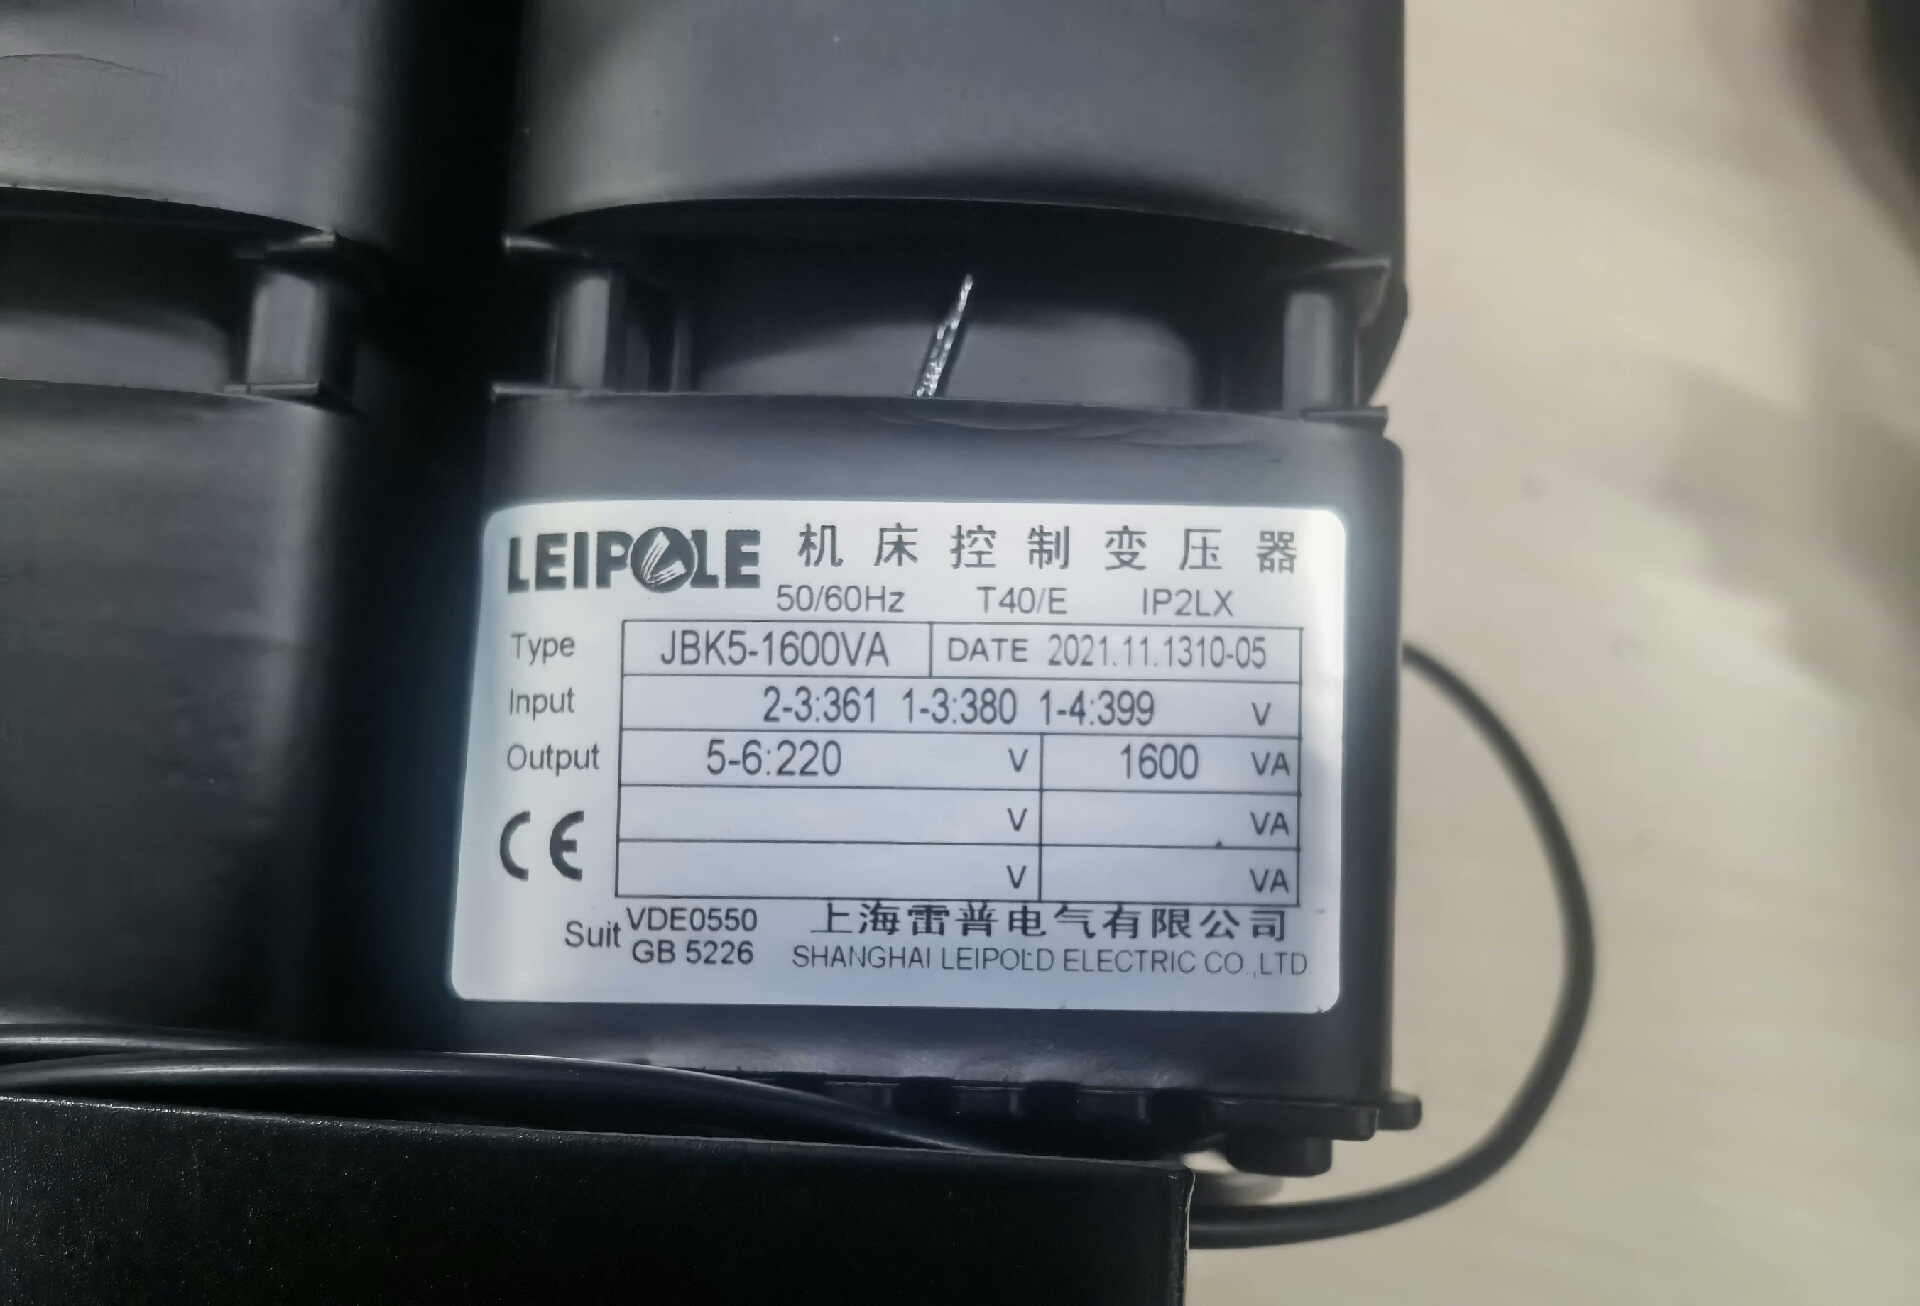 LEIPOLE 机床控制变压器
50/60Hz T40/E IP2LX
Type JBK5-1600VA DATE 2021.11.1310-05
Input 2-3:361 1-3:380 1-4:399 V
Output 5-6:220 V 1600 VA
V VA
V VA
CE
Suit VDE0550
GB 5226
上海雷普电气有限公司
SHANGHAI LEIPOLD ELECTRIC CO.,LTD